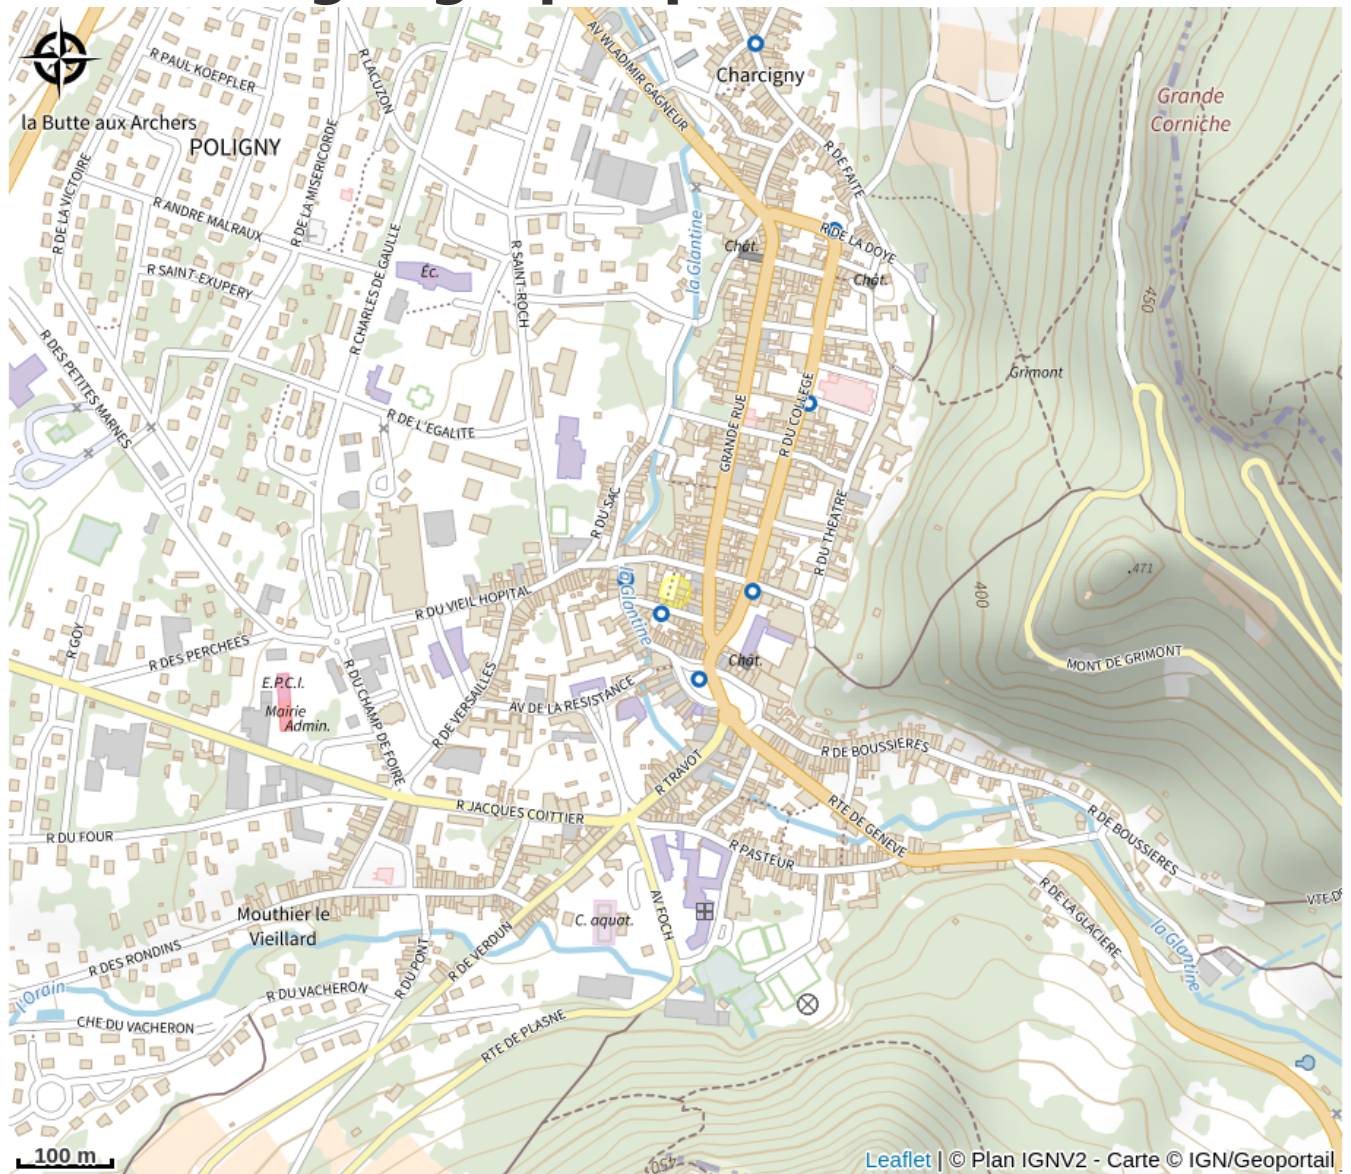 AV WLADIMIR GAGNEUR
Charcigny
R PAUL KOEPFLER
R LACUZON
Grande
Corniche
la Butte aux Archers
POLIGNY
R DE LA MISERICORDE
R DE FAITE
R DE LA VICTOIRE
R ANDRE MALRAUX
la Glantine
Chât.
R DE LA DOYE
Chât.
R SAINT-EXUPERY
Éc.
R CHARLES DE GAULLE
R SAINT-ROCH
450
R DES PETITES MARNES
Grimont
R DE L'EGALITE
GRANDE RUE
R DU COLLEGE
R DU SAC
R DU THEATRE
.471
400
R DU VIEIL HOPITAL
la Glantine
R GOY
R DES PERCHEES
Chât.
MONT DE GRIMONT
E.P.C.I.
Mairie
Admin.
R DU CHAMP DE FOIRE
R DE VERSAILLES
AV DE LA RESISTANCE
R DE BOUSSIERES
R TRAVOT
R JACQUES COITTIER
RTE DE GENEVE
R DE BOUSSIERES
R DU FOUR
R PASTEUR
AV FOCH
R DE LA GLACIERE
VTE DE
Mouthier le
Vieillard
C. aquat.
la Glantine
R DES RONDINS
R DU PONT
R DE VERDUN
l'Orain
R DU VACHERON
CHE DU VACHERON
RTE DE PLASNE
450
100 m
Leaflet | © Plan IGNV2 - Carte © IGN/Geoportail